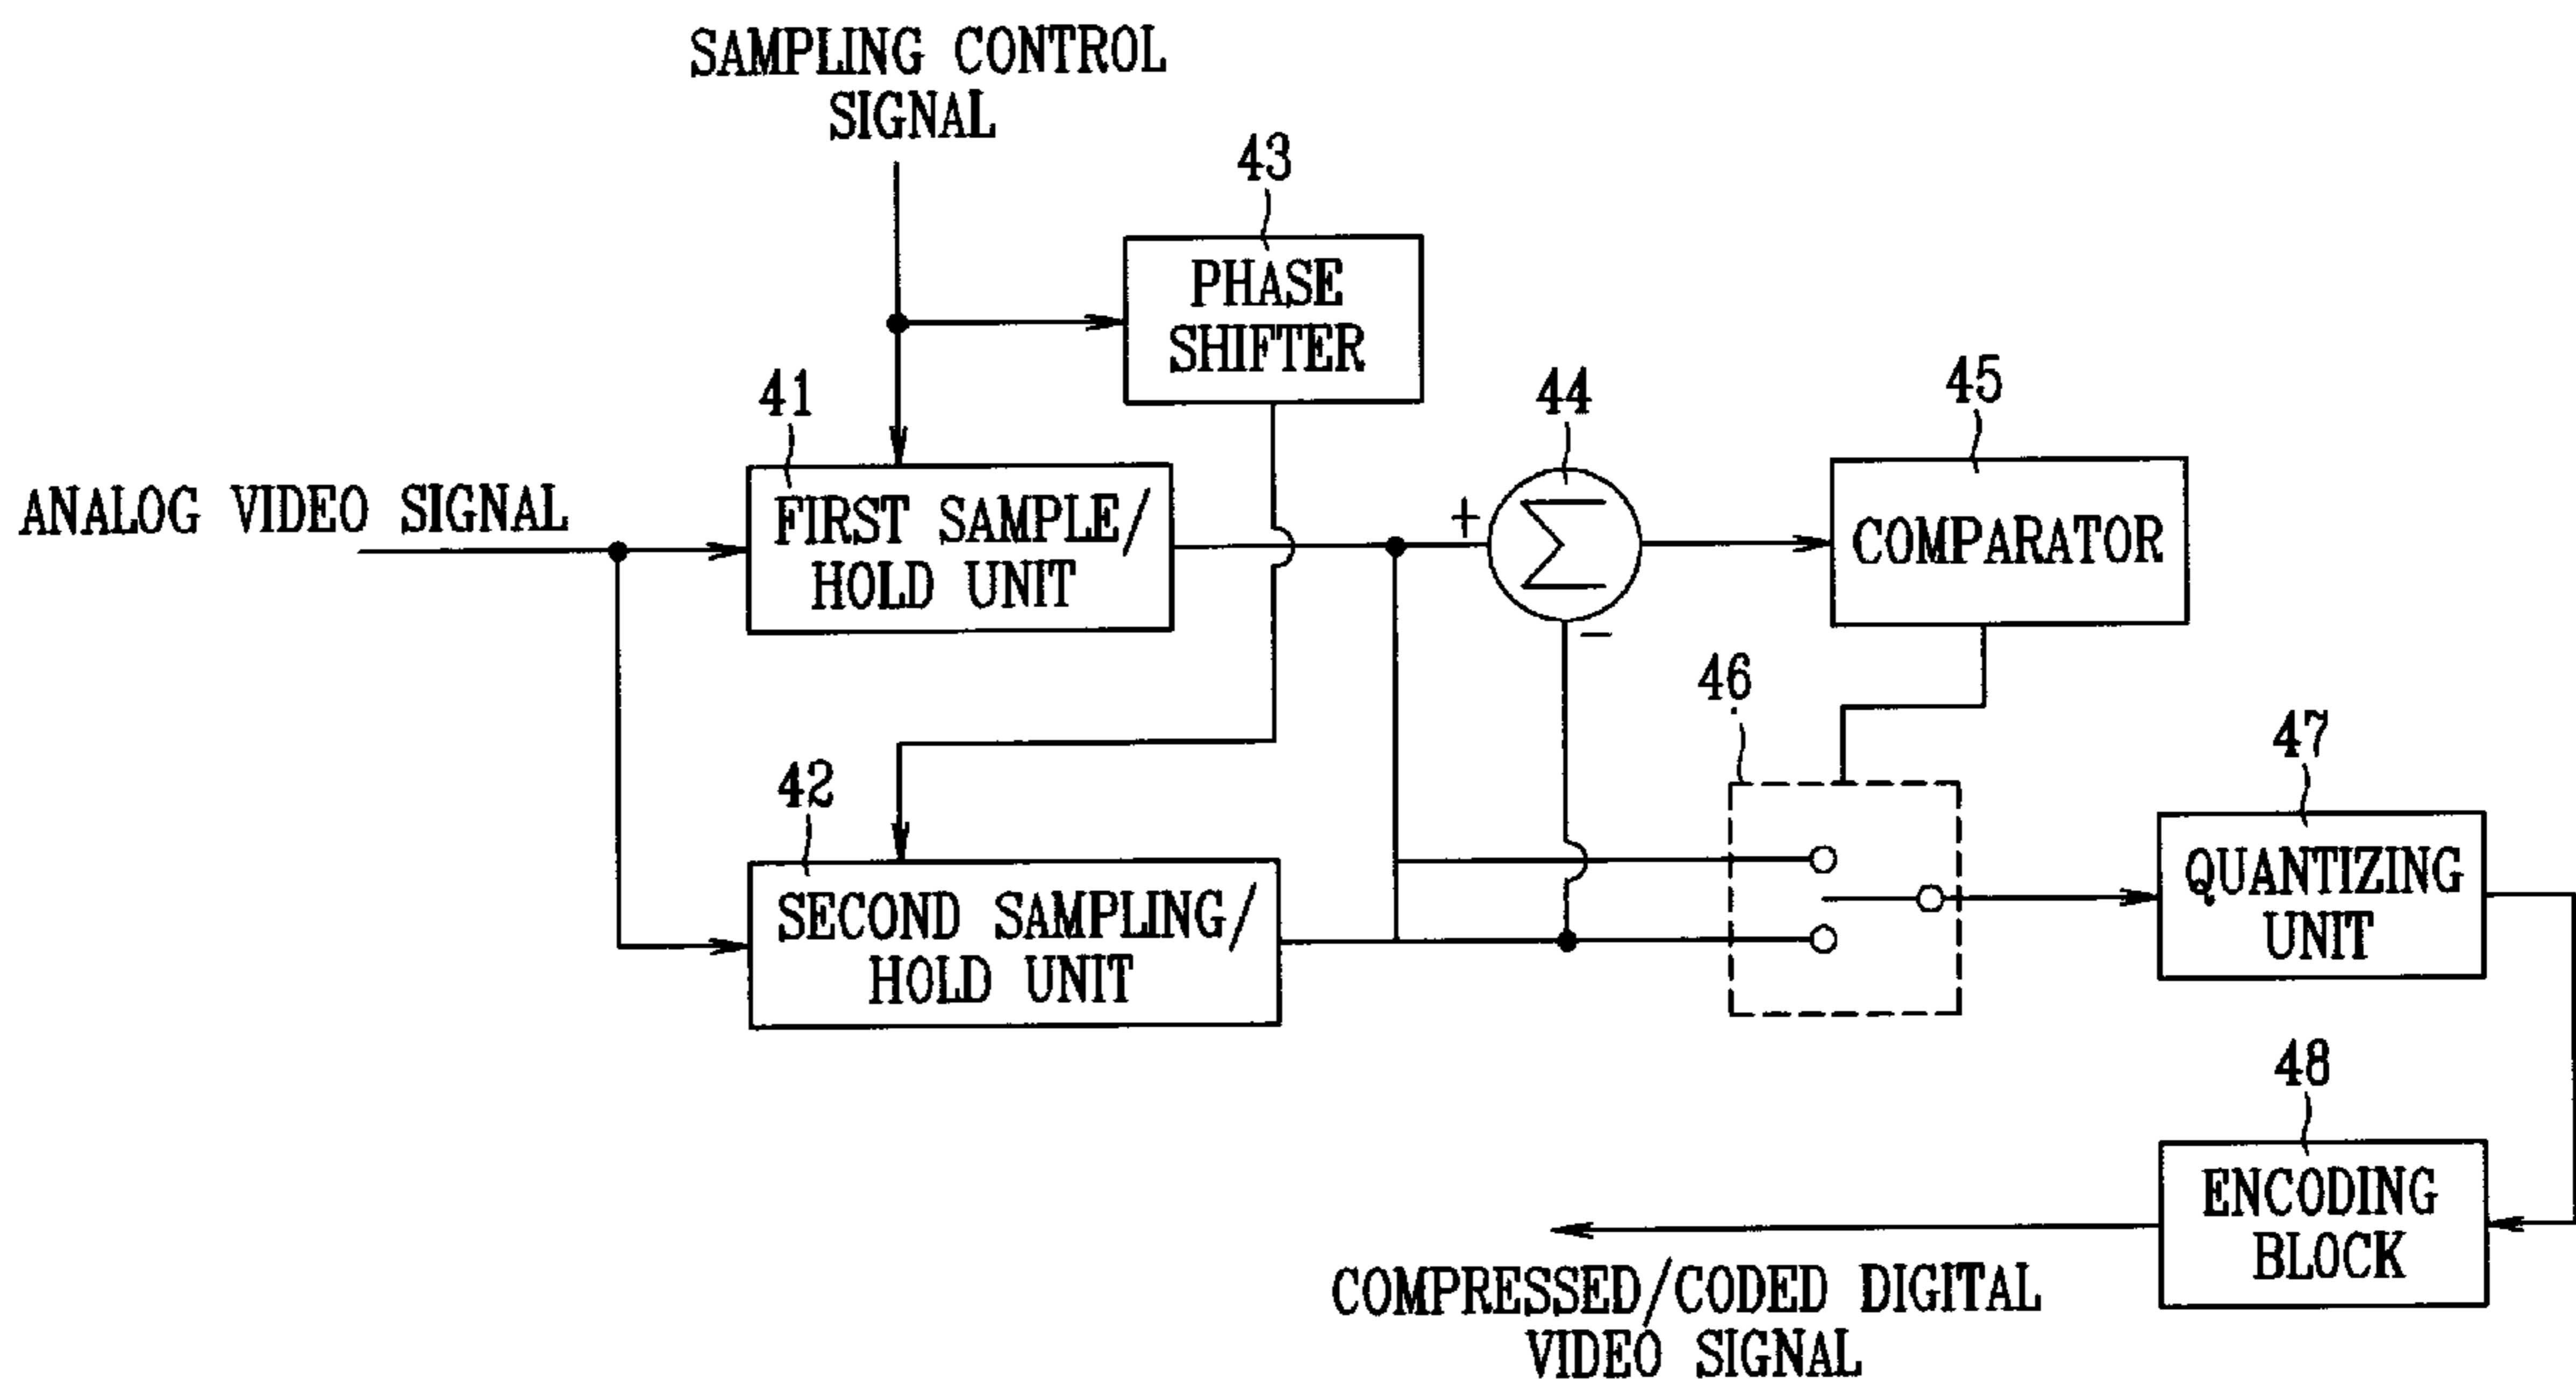 SAMPLING CONTROL
SIGNAL
43
PHASE
SHIFTER
41
44
45
ANALOG VIDEO SIGNAL
FIRST SAMPLE/
HOLD UNIT
+
Σ
COMPARATOR
−
46
42
47
SECOND SAMPLING/
HOLD UNIT
QUANTIZING
UNIT
48
ENCODING
BLOCK
COMPRESSED/CODED DIGITAL
VIDEO SIGNAL